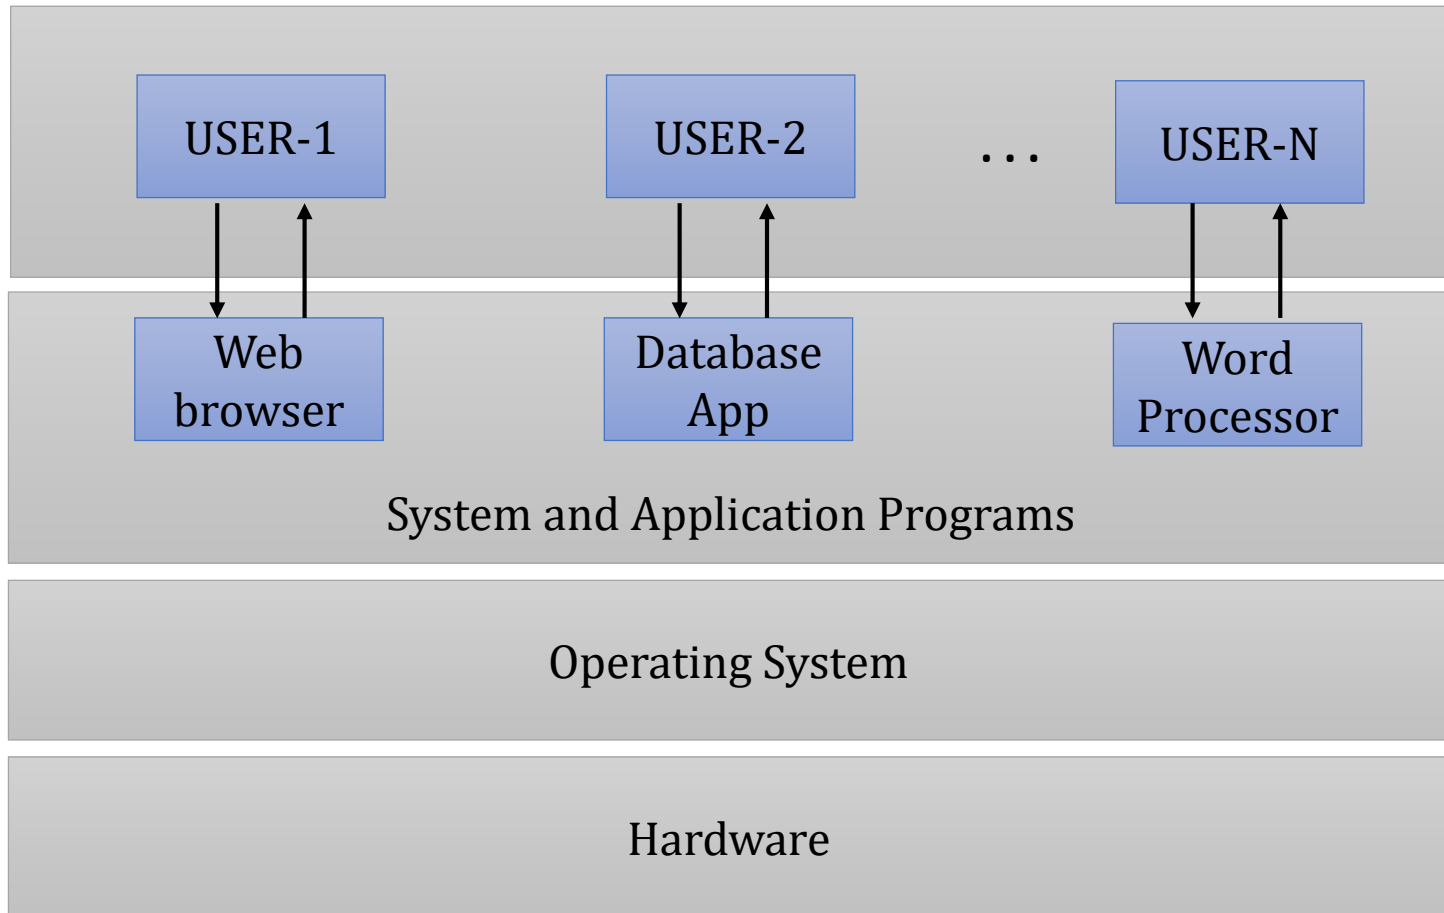 USER-1
USER-2
...
USER-N
Web
browser
Database
App
Word
Processor
System and Application Programs
Operating System
Hardware